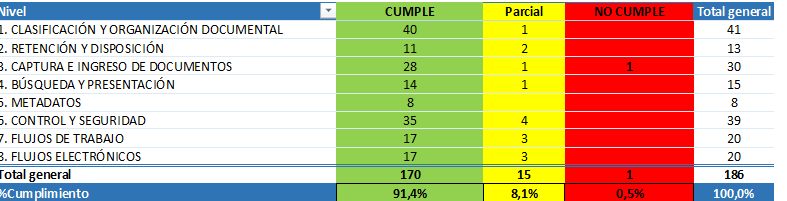 Nivel CUMPLE Parcial NO CUMPLE Total general
1. CLASIFICACIÓN Y ORGANIZACIÓN DOCUMENTAL 40 1 41
2. RETENCIÓN Y DISPOSICIÓN 11 2 13
3. CAPTURA E INGRESO DE DOCUMENTOS 28 1 1 30
4. BÚSQUEDA Y PRESENTACIÓN 14 1 15
5. METADATOS 8 8
6. CONTROL Y SEGURIDAD 35 4 39
7. FLUJOS DE TRABAJO 17 3 20
8. FLUJOS ELECTRÓNICOS 17 3 20
Total general 170 15 1 186
%Cumplimiento 91,4% 8,1% 0,5% 100,0%